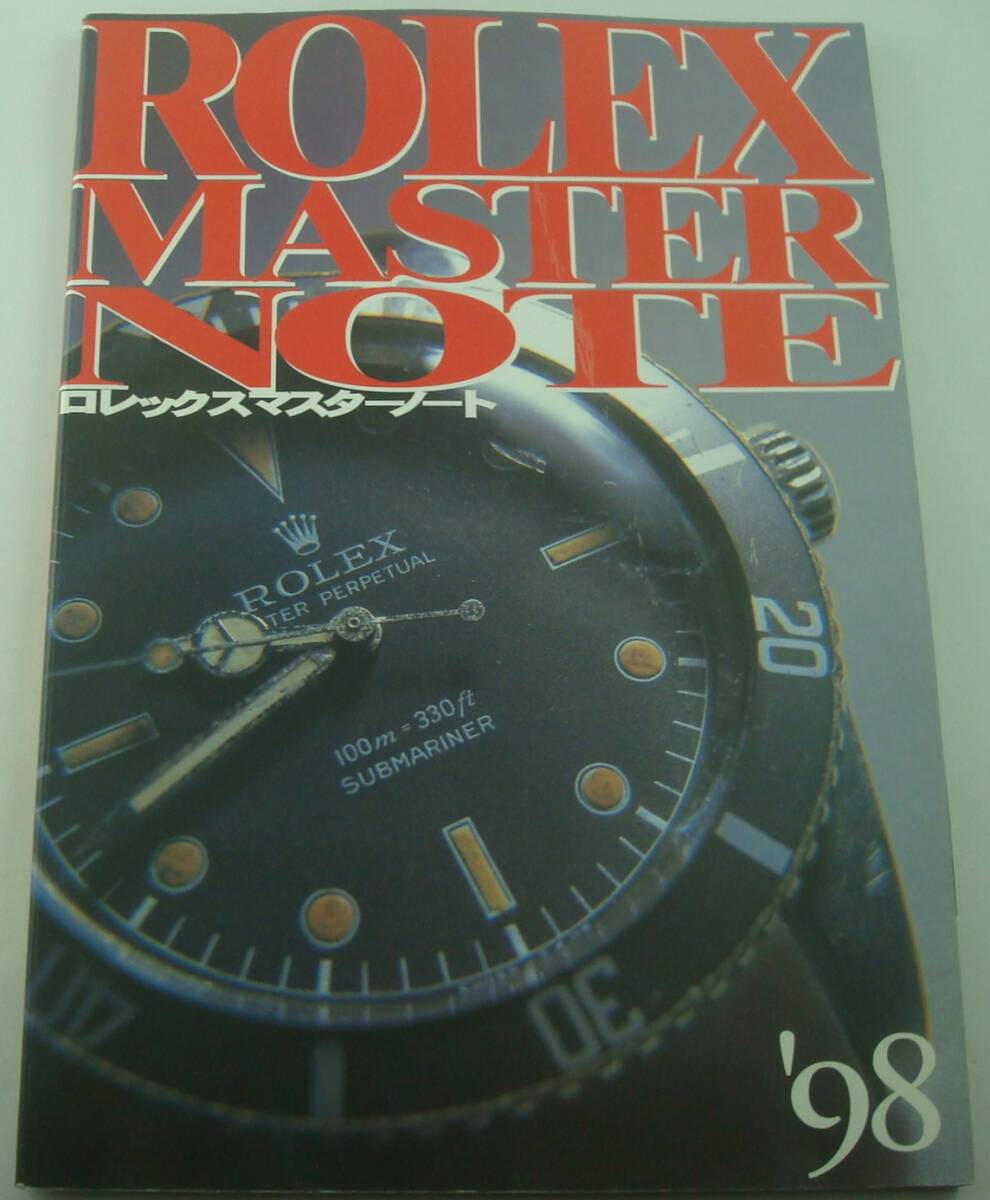 ROLEX
MASTER
NOTE
ロレックスマスターノート
ROLEX
PERPETUAL
100m = 330ft
SUBMARINER
20
30
'98